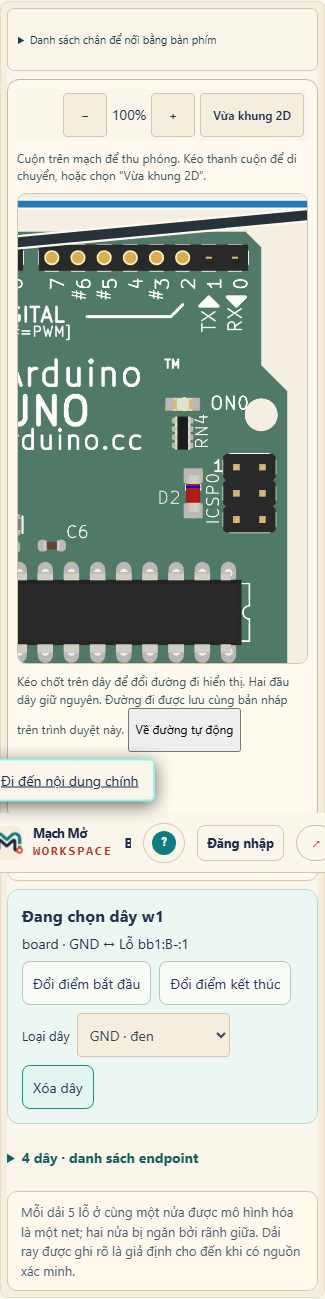 ▶ Danh sách chân để nối bằng bàn phím
− 100% + Vừa khung 2D
Cuộn trên mạch để thu phóng. Kéo thanh cuộn để di
chuyển, hoặc chọn “Vừa khung 2D”.
7 #6 #5 4 #3 2 1 0
TX RX
GITAL
F=PWM]
Arduino ™
UNO
rduino.cc
ON
RN4
1
D2
ICSP
C6
Kéo chốt trên dây để đổi đường đi hiển thị. Hai đầu
dây giữ nguyên. Đường đi được lưu cùng bản nháp
trên trình duyệt này. Về đường tự động
Đi đến nội dung chính
Mạch Mở
WORKSPACE
? Đăng nhập ↗
Đang chọn dây w1
board · GND ↔ Lỗ bb1:B-:1
Đổi điểm bắt đầu Đổi điểm kết thúc
Loại dây GND · đen
Xóa dây
▶ 4 dây · danh sách endpoint
Mỗi dải 5 lỗ ở cùng một nửa được mô hình hóa
là một net; hai nửa bị ngăn bởi rãnh giữa. Dải
ray được ghi rõ là giả định cho đến khi có nguồn
xác minh.